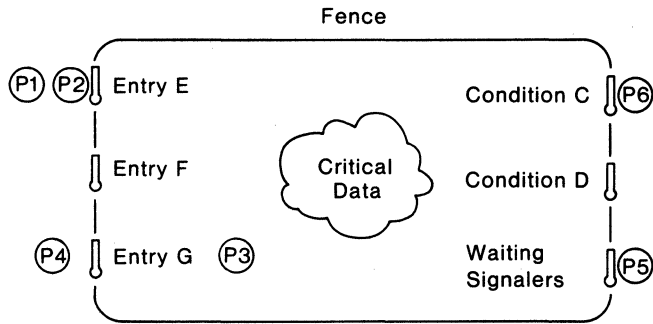 Fence
P1 P2 Entry E
Condition C P6
Entry F
Critical
Data
Condition D
P4 Entry G P3
Waiting
Signalers P5